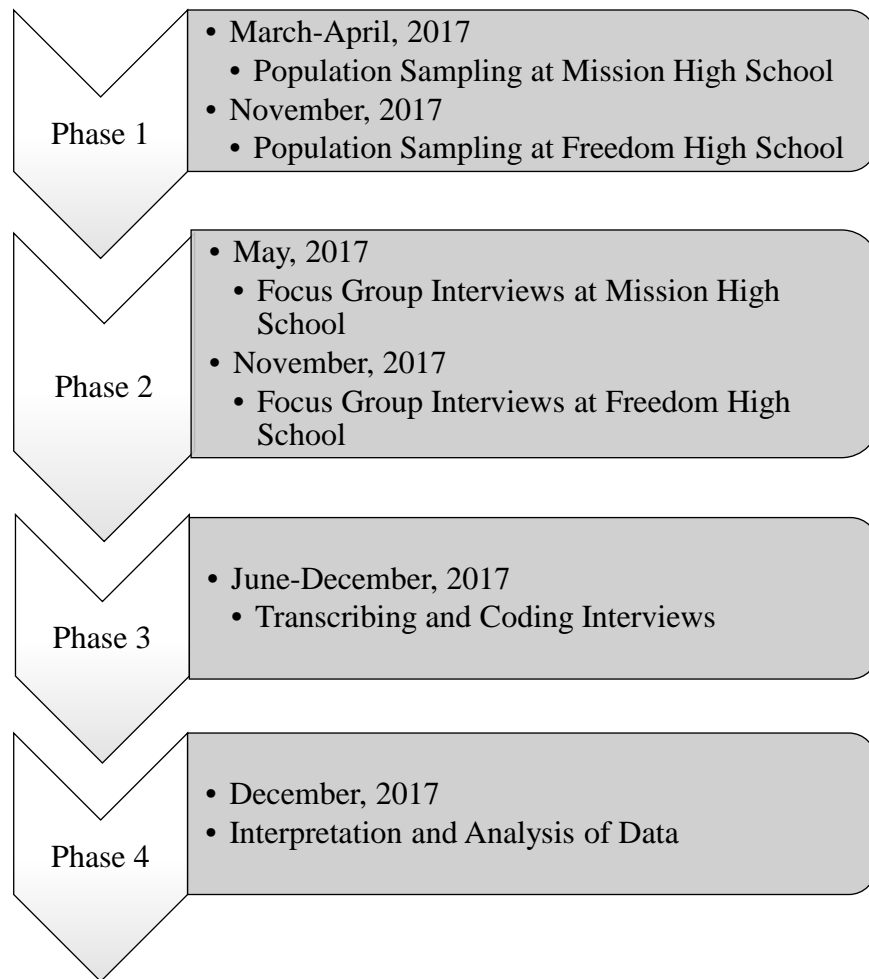 Phase 1
• March-April, 2017
• Population Sampling at Mission High School
• November, 2017
• Population Sampling at Freedom High School
Phase 2
• May, 2017
• Focus Group Interviews at Mission High
School
• November, 2017
• Focus Group Interviews at Freedom High
School
Phase 3
• June-December, 2017
• Transcribing and Coding Interviews
Phase 4
• December, 2017
• Interpretation and Analysis of Data